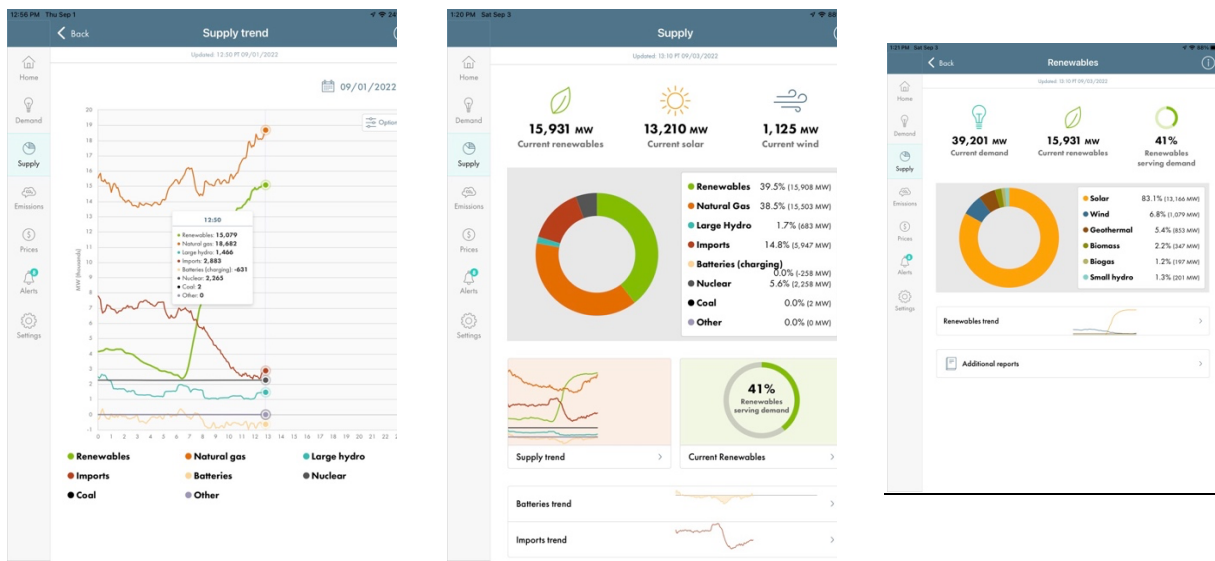 12:56 PM Thu Sep 1
Back
Supply trend
Updated: 12:50 PT 09/01/2022
Home
Demand
Supply
Emissions
Prices
Alerts
Settings
09/01/2022
20
19
18
17
16
15
14
13
12
11
10
9
8
7
6
5
4
3
2
1
0
-1
MW (thousands)
12:50
Renewables: 15,079
Natural gas: 18,682
Large hydro: 1,466
Imports: 2,883
Batteries (charging): -631
Nuclear: 2,265
Coal: 2
Other: 0
0 1 2 3 4 5 6 7 8 9 10 11 12 13 14 15 16 17 18 19 20 21 22
Renewables
Natural gas
Large hydro
Imports
Batteries
Nuclear
Coal
Other
1:20 PM Sat Sep 3
Supply
Updated: 13:10 PT 09/03/2022
Home
Demand
Supply
Emissions
Prices
Alerts
Settings
15,931 MW
Current renewables
13,210 MW
Current solar
1,125 MW
Current wind
Renewables 39.5% (15,908 MW)
Natural Gas 38.5% (15,503 MW)
Large Hydro 1.7% (683 MW)
Imports 14.8% (5,947 MW)
Batteries (charging)
0.0% (-258 MW)
Nuclear 5.6% (2,258 MW)
Coal 0.0% (2 MW)
Other 0.0% (0 MW)
41%
Renewables
serving demand
Supply trend
Current Renewables
Batteries trend
Imports trend
1:21 PM Sat Sep 3
88%
Back
Renewables
Updated: 13:10 PT 09/03/2022
Home
Demand
Supply
Emissions
Prices
Alerts
Settings
39,201 MW
Current demand
15,931 MW
Current renewables
41%
Renewables
serving demand
Solar 83.1% (13,166 MW)
Wind 6.8% (1,079 MW)
Geothermal 5.4% (853 MW)
Biomass 2.2% (347 MW)
Biogas 1.2% (197 MW)
Small hydro 1.3% (201 MW)
Renewables trend
Additional reports